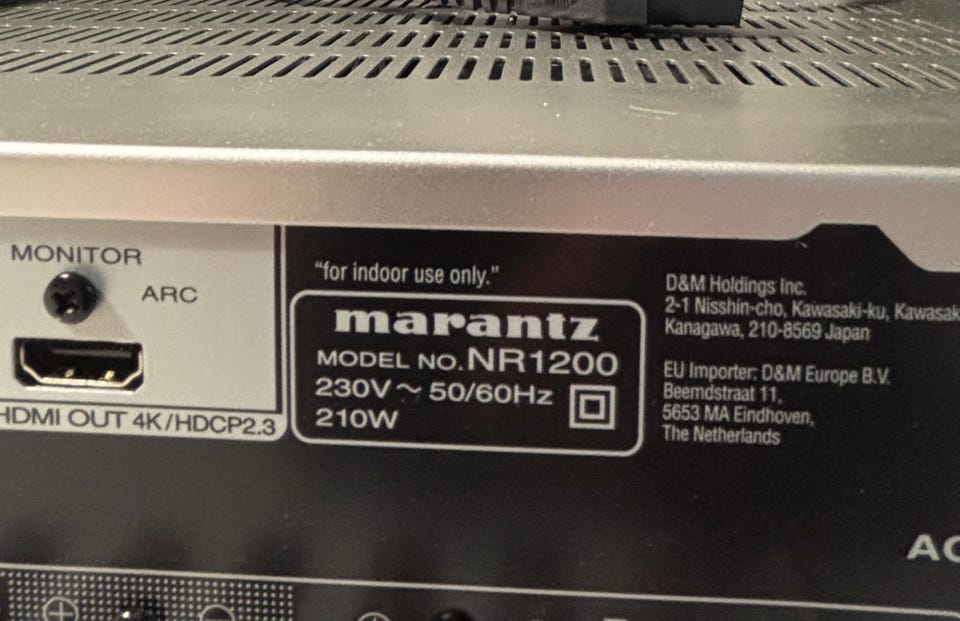 MONITOR
ARC
HDMI OUT 4K/HDCP2.3
"for indoor use only."
marantz
MODEL NO. NR1200
230V ~ 50/60Hz
210W
D&M Holdings Inc.
2-1 Nisshin-cho, Kawasaki-ku, Kawasak
Kanagawa, 210-8569 Japan
EU Importer: D&M Europe B.V.
Beemdstraat 11,
5653 MA Eindhoven,
The Netherlands
AC